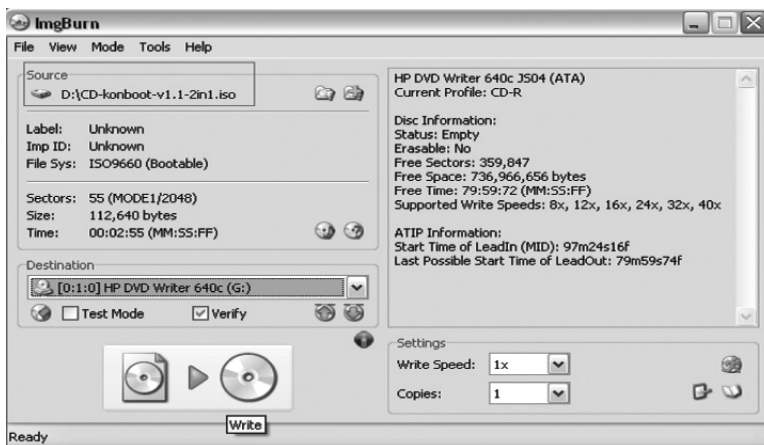 ImgBurn
File View Mode Tools Help
Source
D:\CD-konboot-v1.1-2in1.iso
Label: Unknown
Imp ID: Unknown
File Sys: ISO9660 (Bootable)
Sectors: 55 (MODE1/2048)
Size: 112,640 bytes
Time: 00:02:55 (MM:SS:FF)
Destination
[0:1:0] HP DVD Writer 640c (G:)
Test Mode Verify
Write
Ready
HP DVD Writer 640c JS04 (ATA)
Current Profile: CD-R
Disc Information:
Status: Empty
Erasable: No
Free Sectors: 359,847
Free Space: 736,966,656 bytes
Free Time: 79:59:72 (MM:SS:FF)
Supported Write Speeds: 8x, 12x, 16x, 24x, 32x, 40x
ATIP Information:
Start Time of LeadIn (MID): 97m24s16f
Last Possible Start Time of LeadOut: 79m59s74f
Settings
Write Speed: 1x
Copies: 1